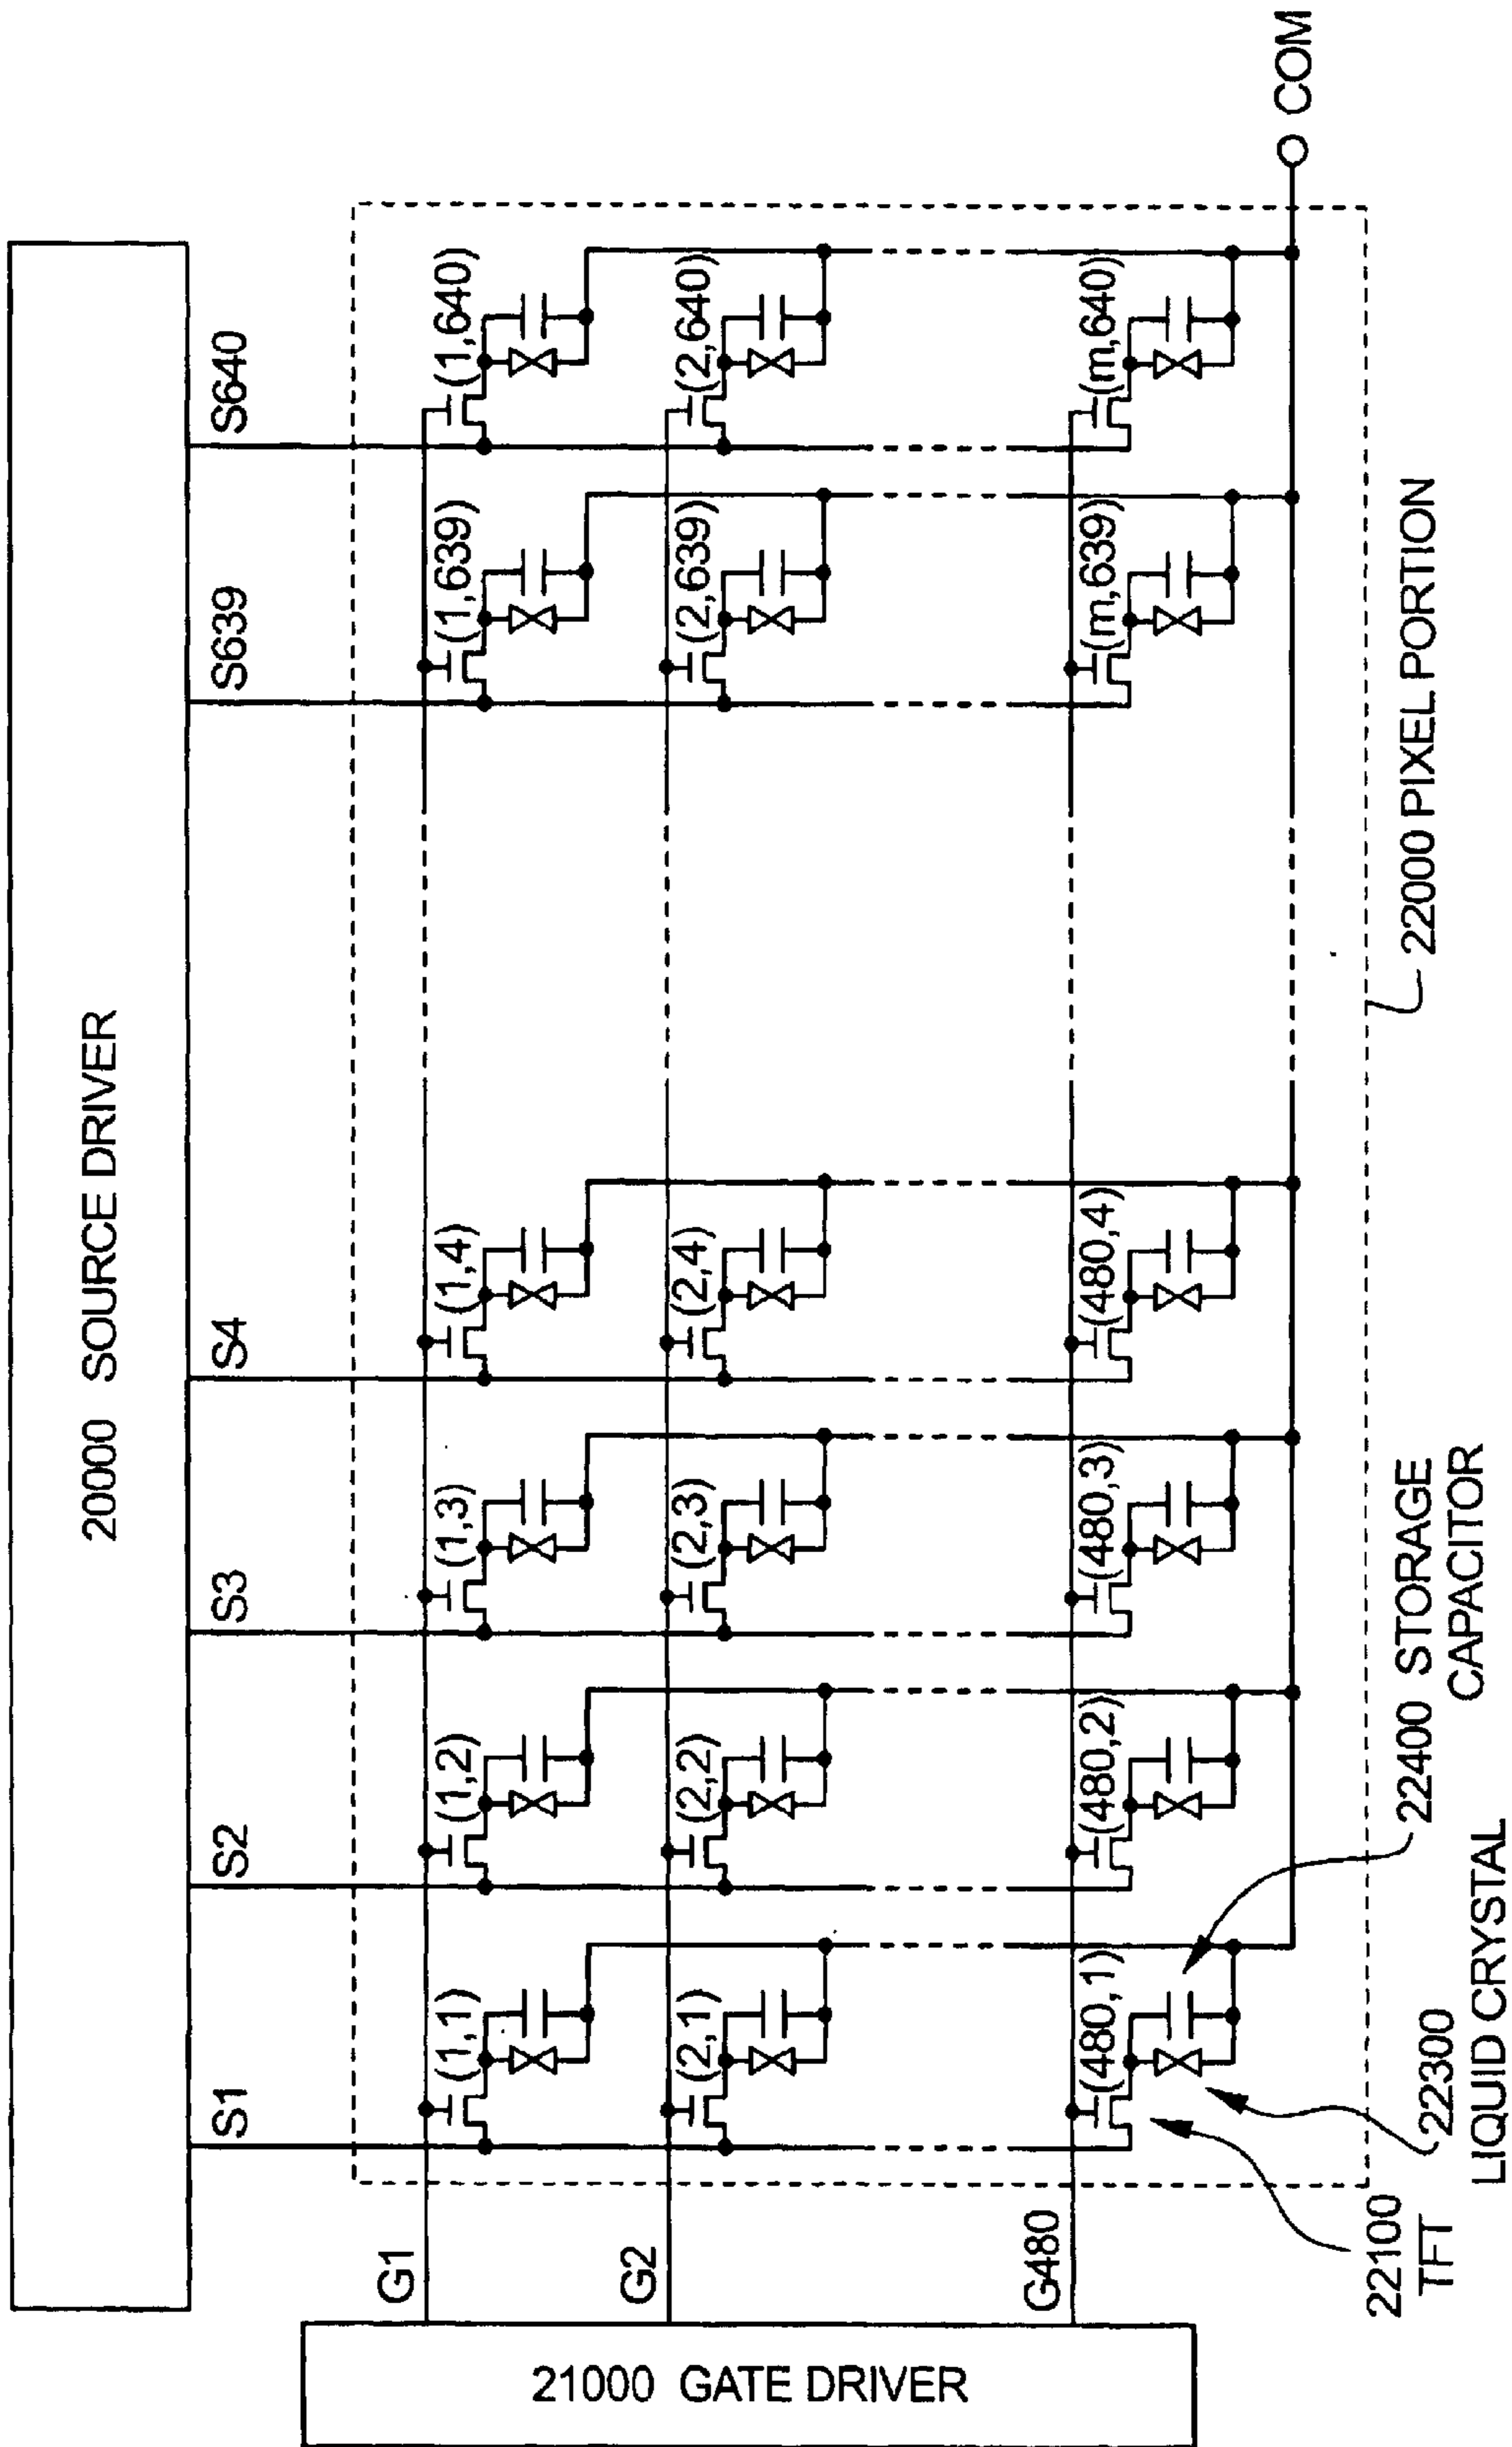 20000 SOURCE DRIVER
S1
S2
S3
S4
S639
S640
G1
(1,1)
(1,2)
(1,3)
(1,4)
(1,639)
(1,640)
G2
(2,1)
(2,2)
(2,3)
(2,4)
(2,639)
(2,640)
G480
(480,1)
(480,2)
(480,3)
(480,4)
(m,639)
(m,640)
21000 GATE DRIVER
COM
22100
TFT
22300
LIQUID CRYSTAL
22400 STORAGE
CAPACITOR
22000 PIXEL PORTION